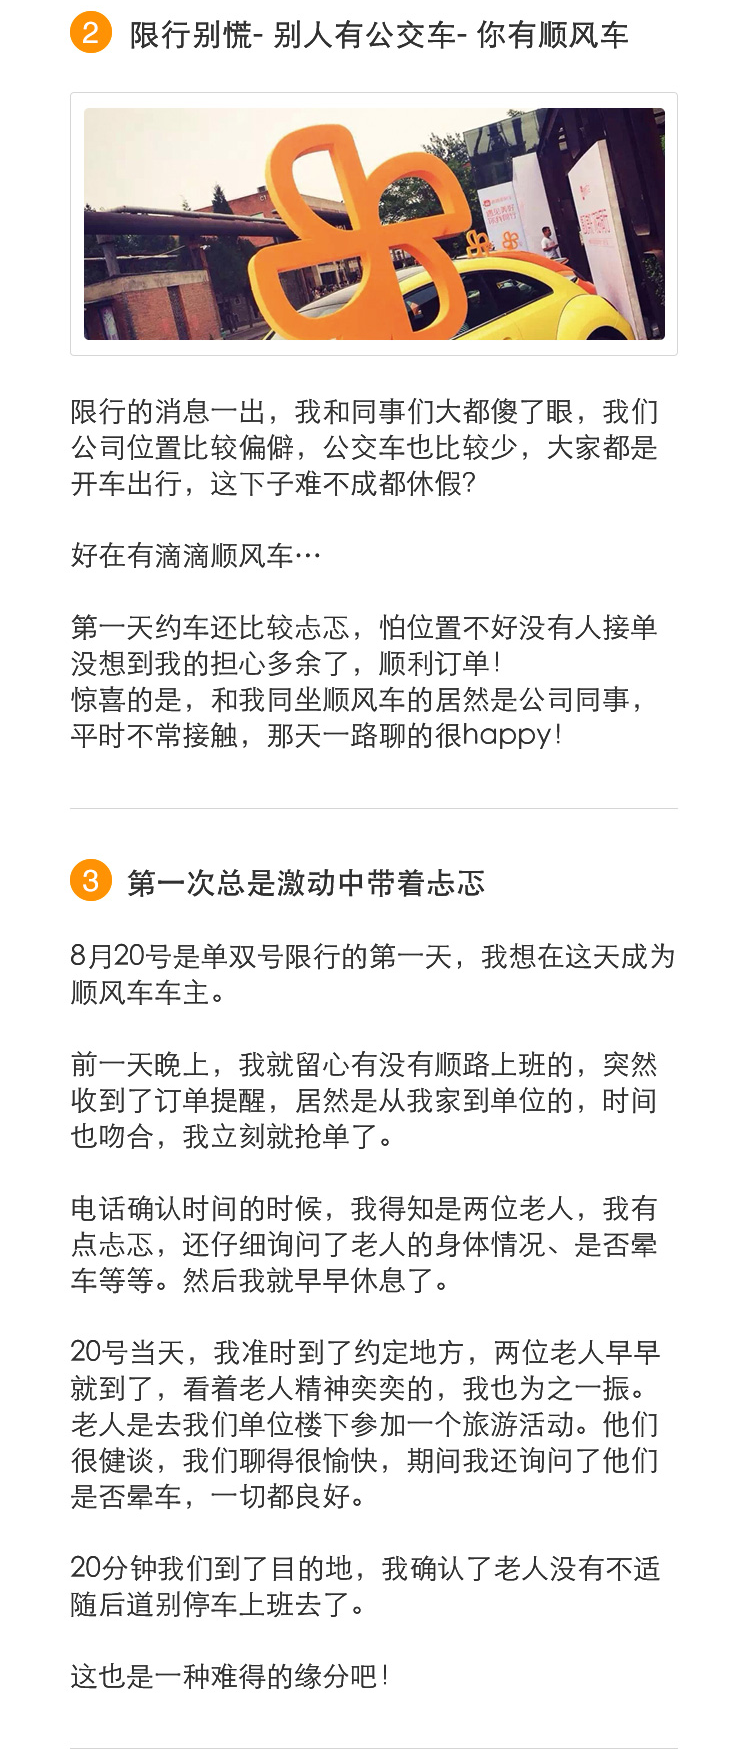 2 限行别慌- 别人有公交车- 你有顺风车
限行的消息一出，我和同事们大都傻了眼，我们
公司位置比较偏僻，公交车也比较少，大家都是
开车出行，这下子难不成都休假？
好在有滴滴顺风车…
第一天约车还比较忐忑，怕位置不好没有人接单
没想到我的担心多余了，顺利订单！
惊喜的是，和我同坐顺风车的居然是公司同事，
平时不常接触，那天一路聊的很happy！
3 第一次总是激动中带着忐忑
8月20号是单双号限行的第一天，我想在这天成为
顺风车车主。
前一天晚上，我就留心有没有顺路上班的，突然
收到了订单提醒，居然是从我家到单位的，时间
也吻合，我立刻就抢单了。
电话确认时间的时候，我得知是两位老人，我有
点忐忑，还仔细询问了老人的身体情况、是否晕
车等等。然后我就早早休息了。
20号当天，我准时到了约定地方，两位老人早早
就到了，看着老人精神奕奕的，我也为之一振。
老人是去我们单位楼下参加一个旅游活动。他们
很健谈，我们聊得很愉快，期间我还询问了他们
是否晕车，一切都良好。
20分钟我们到了目的地，我确认了老人没有不适
随后道别停车上班去了。
这也是一种难得的缘分吧！